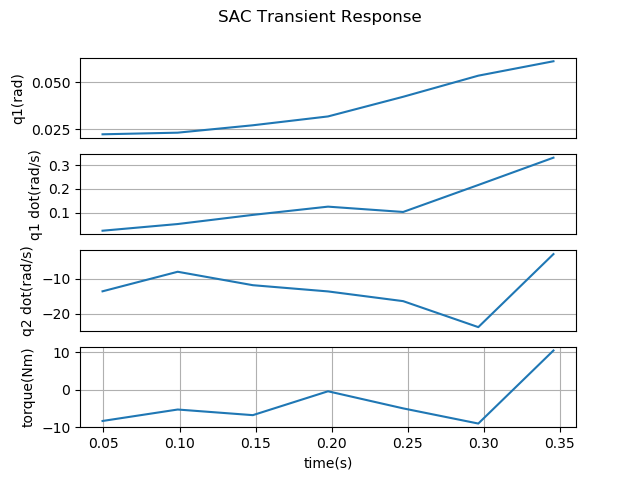 SAC Transient Response
q1(rad)
0.050
0.025
q1 dot(rad/s)
0.3
0.2
0.1
q2 dot(rad/s)
−10
−20
torque(Nm)
10
0
−10
0.05 0.10 0.15 0.20 0.25 0.30 0.35
time(s)